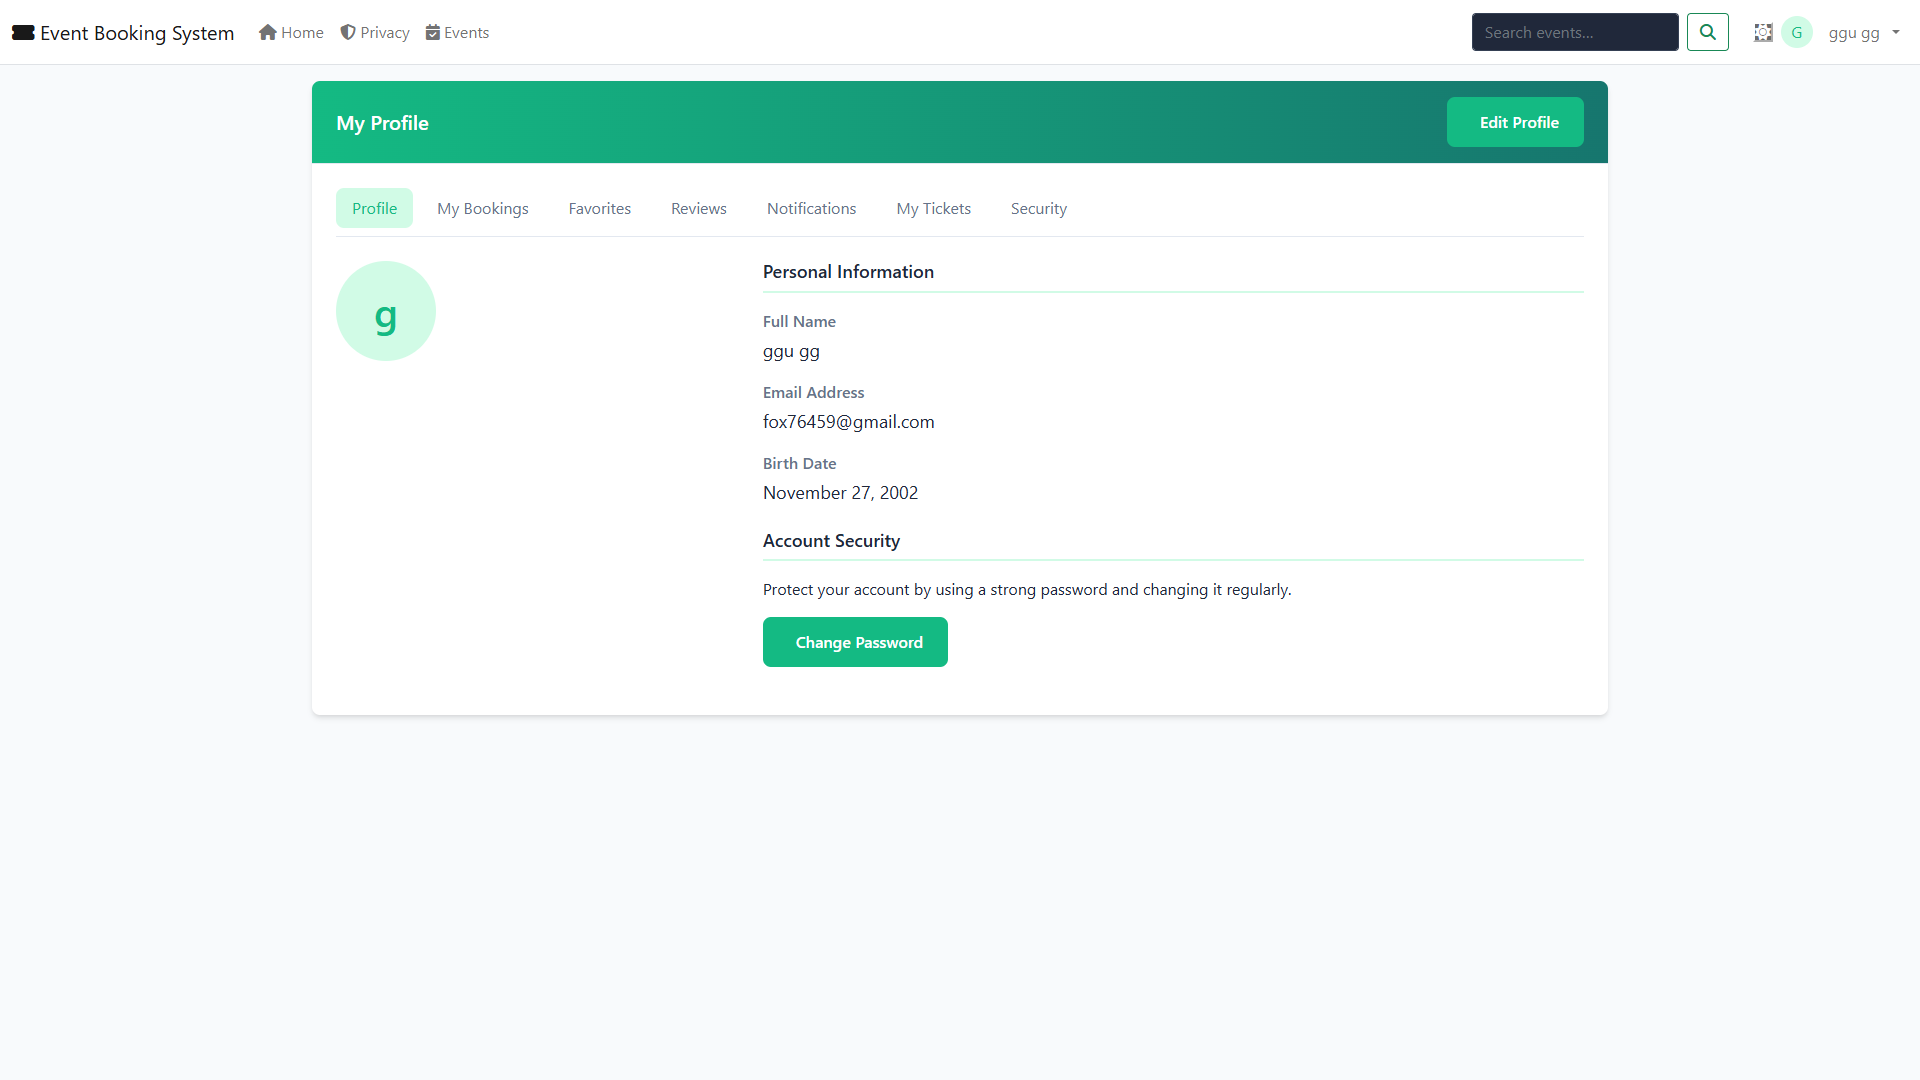 Event Booking System Home Privacy Events Search events... G ggu gg
My Profile Edit Profile
Profile My Bookings Favorites Reviews Notifications My Tickets Security
g
Personal Information
Full Name
ggu gg
Email Address
fox76459@gmail.com
Birth Date
November 27, 2002
Account Security
Protect your account by using a strong password and changing it regularly.
Change Password